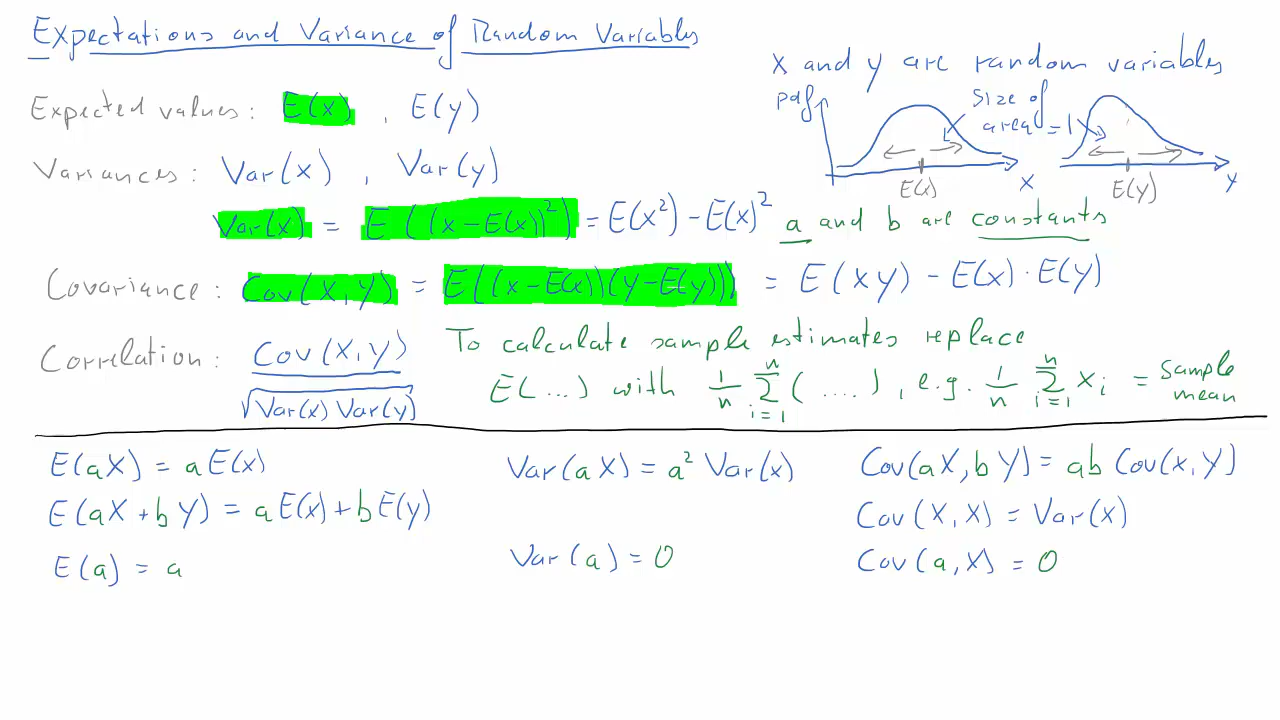 Expectations and Variance of Random Variables
x and y are random variables
Expected values: E(x), E(y)
pdf
Size of area = 1
E(x) x
E(y) y
Variances: Var(x), Var(y)
Var(x) = E((x-E(x))²) = E(x²) - E(x)²
a and b are constants
Covariance: Cov(x,y) = E((x-E(x))(y-E(y))) = E(xy) - E(x)·E(y)
Correlation: Cov(x,y) / √Var(x) Var(y)
To calculate sample estimates replace
E(...) with 1/n Σ_{i=1}^{n} (....), e.g. 1/n Σ_{i=1}^{n} x_i = sample mean
E(aX) = aE(x)
Var(aX) = a² Var(x)
Cov(aX, bY) = ab Cov(x,y)
E(aX + bY) = aE(x) + bE(y)
Cov(X,X) = Var(x)
E(a) = a
Var(a) = 0
Cov(a,X) = 0